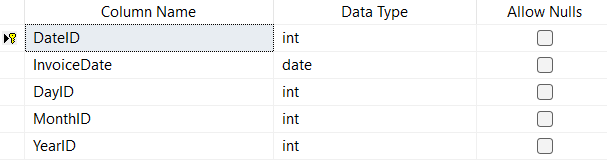 Column Name Data Type Allow Nulls
DateID int
InvoiceDate date
DayID int
MonthID int
YearID int